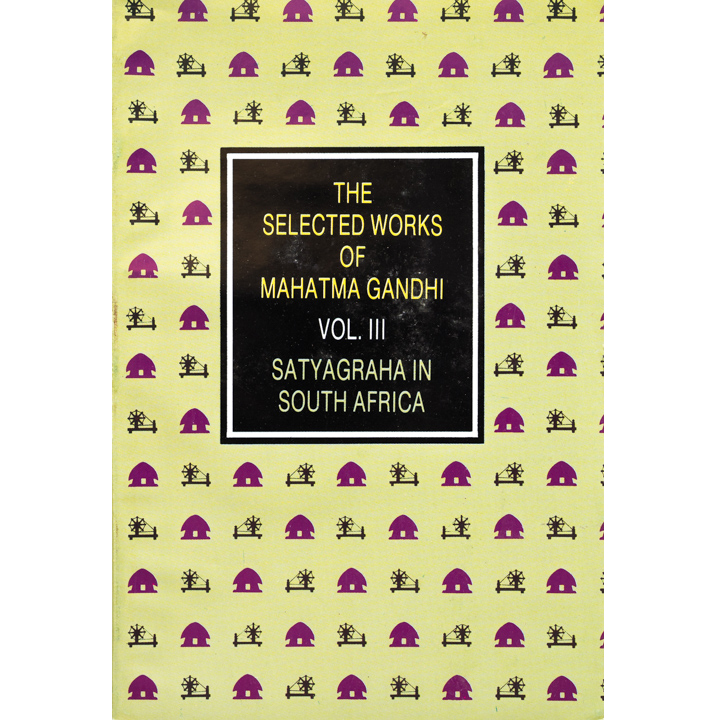 THE
SELECTED WORKS
OF
MAHATMA GANDHI
VOL. III
SATYAGRAHA IN
SOUTH AFRICA